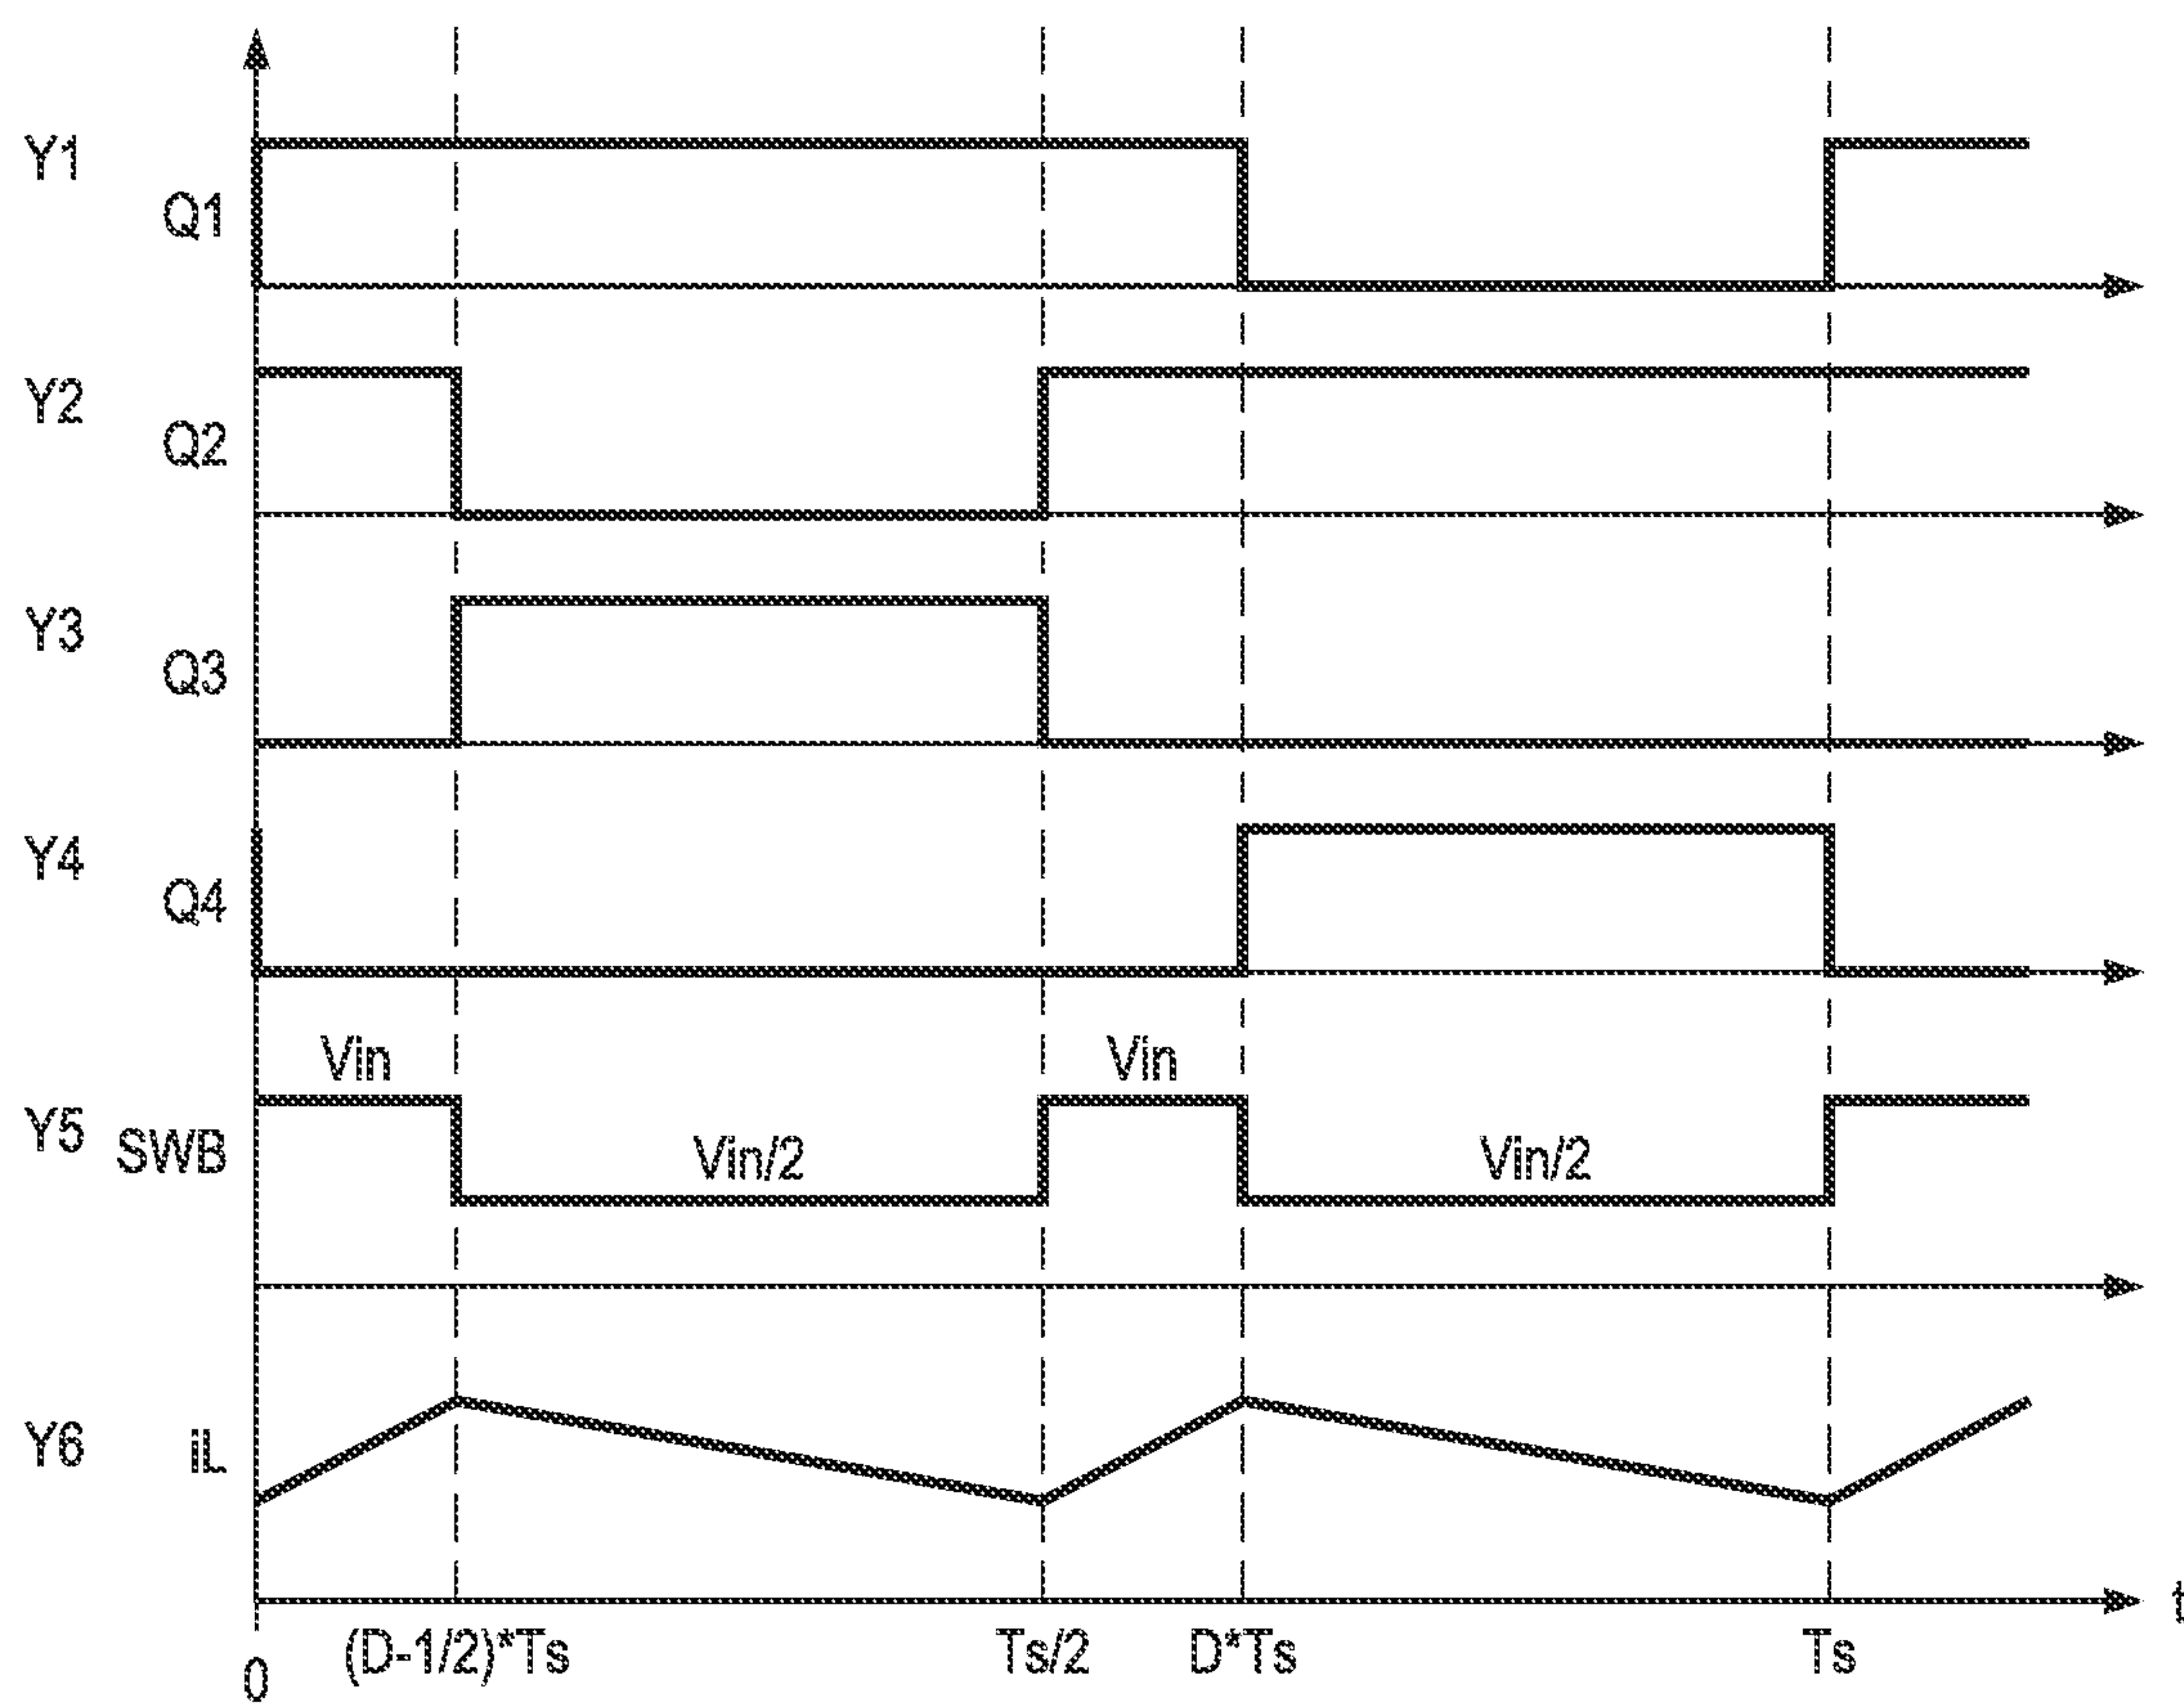 Y1
Q1
Y2
Q2
Y3
Q3
Y4
Q4
Vin Vin
Y5 SWB Vin/2 Vin/2
Y6 iL
t
0 (D-1/2)*Ts Ts/2 D*Ts Ts